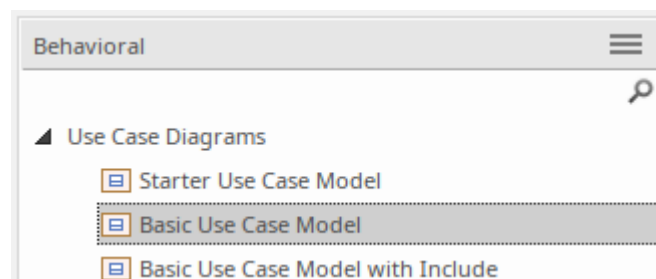 Behavioral
Use Case Diagrams
Starter Use Case Model
Basic Use Case Model
Basic Use Case Model with Include